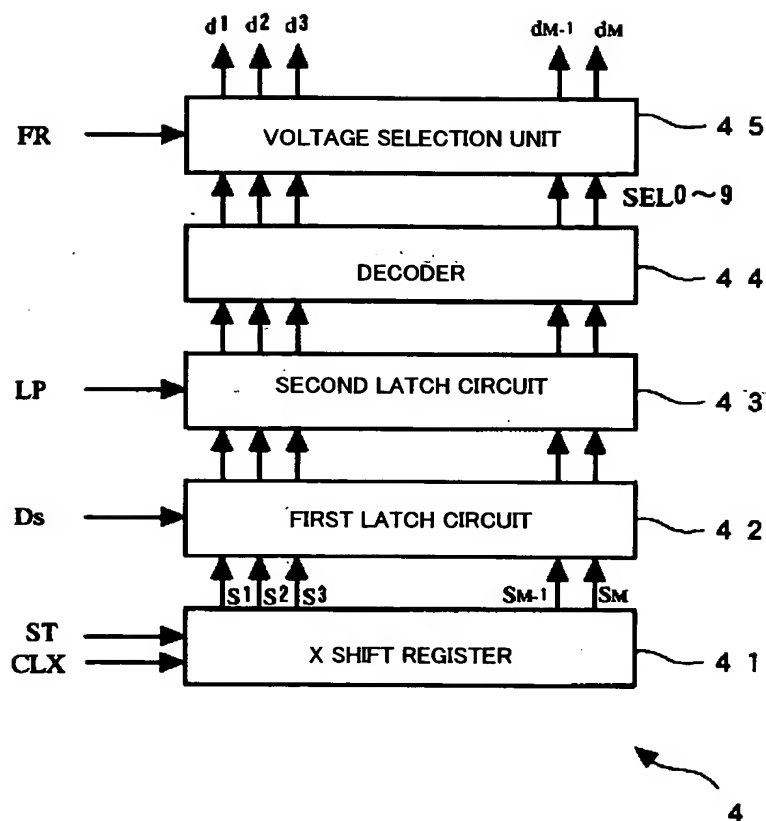 d1 d2 d3 dM-1 dM
FR VOLTAGE SELECTION UNIT 4 5
SEL0～9
DECODER 4 4
LP SECOND LATCH CIRCUIT 4 3
Ds FIRST LATCH CIRCUIT 4 2
S1 S2 S3 SM-1 SM
ST
CLX X SHIFT REGISTER 4 1
4